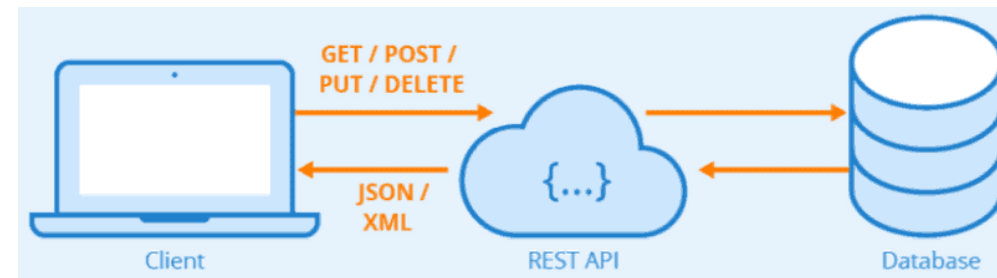 GET / POST /
PUT / DELETE
{...}
JSON /
XML
Client
REST API
Database